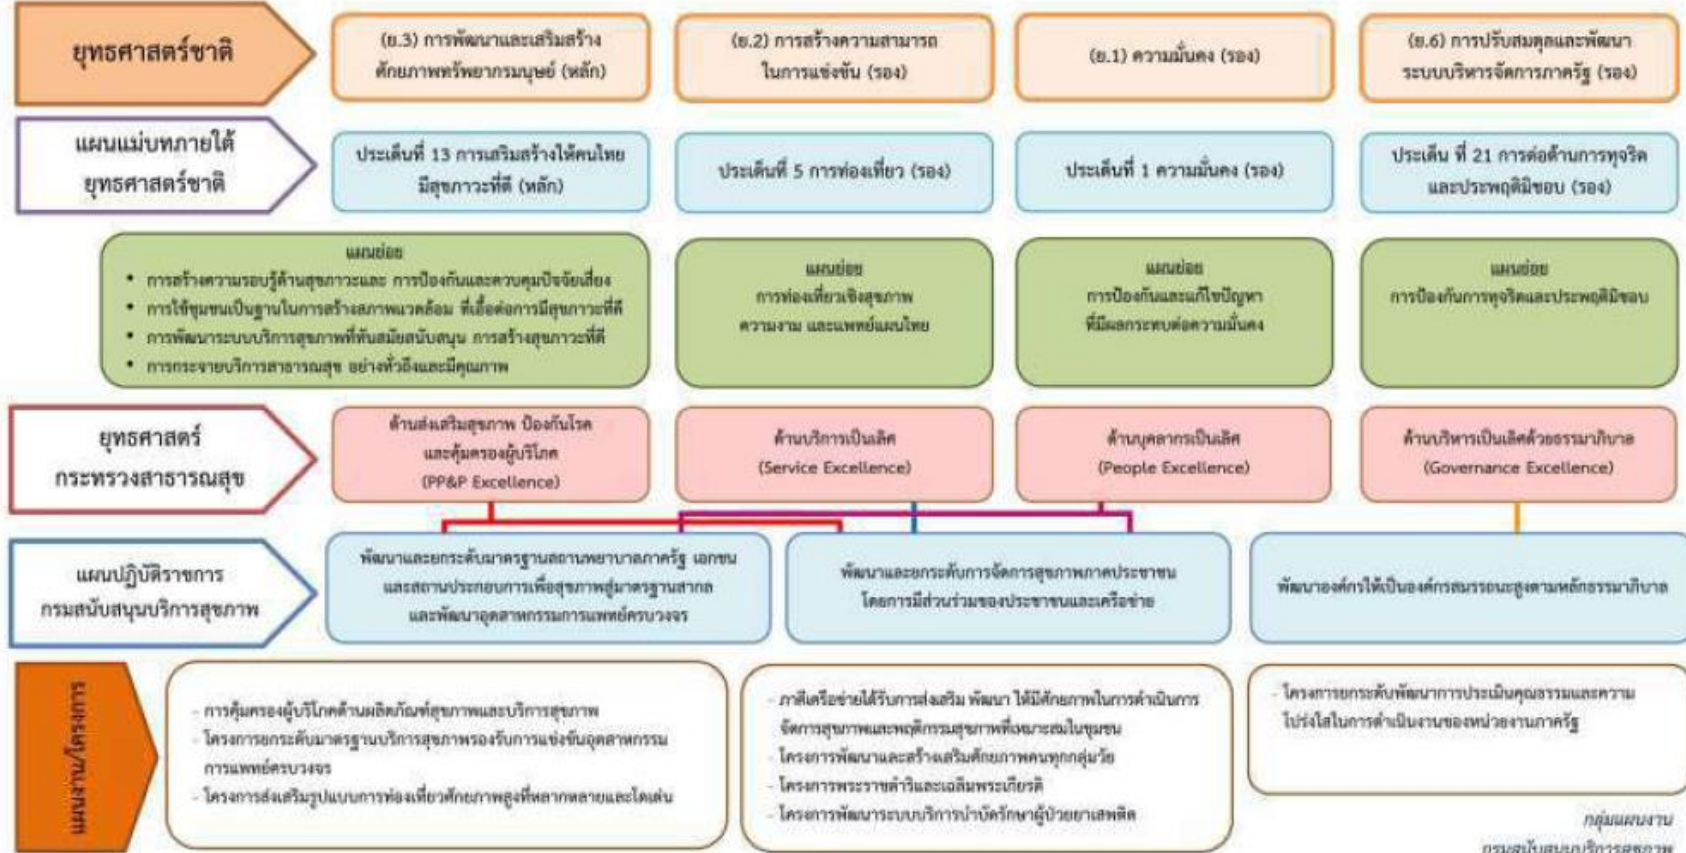 ยุทธศาสตร์ชาติ
(ย.3) การพัฒนาและเสริมสร้าง
ศักยภาพทรัพยากรมนุษย์ (หลัก)
(ย.2) การสร้างความสามารถ
ในการแข่งขัน (รอง)
(ย.1) ความมั่นคง (รอง)
(ย.6) การปรับสมดุลและพัฒนา
ระบบบริหารจัดการภาครัฐ (รอง)
แผนแม่บทภายใต้
ยุทธศาสตร์ชาติ
ประเด็นที่ 13 การเสริมสร้างให้คนไทย
มีสุขภาวะที่ดี (หลัก)
ประเด็นที่ 5 การท่องเที่ยว (รอง)
ประเด็นที่ 1 ความมั่นคง (รอง)
ประเด็น ที่ 21 การต่อต้านการทุจริต
และประพฤติมิชอบ (รอง)
แผนย่อย
• การสร้างความรอบรู้ด้านสุขภาวะและ การป้องกันและควบคุมปัจจัยเสี่ยง
• การใช้ชุมชนเป็นฐานในการสร้างสภาพแวดล้อม ที่เอื้อต่อการมีสุขภาวะที่ดี
• การพัฒนาระบบบริการสุขภาพที่ทันสมัยสนับสนุน การสร้างสุขภาวะที่ดี
• การกระจายบริการสาธารณสุข อย่างทั่วถึงและมีคุณภาพ
แผนย่อย
การท่องเที่ยวเชิงสุขภาพ
ความงาม และแพทย์แผนไทย
แผนย่อย
การป้องกันและแก้ไขปัญหา
ที่มีผลกระทบต่อความมั่นคง
แผนย่อย
การป้องกันการทุจริตและประพฤติมิชอบ
ยุทธศาสตร์
กระทรวงสาธารณสุข
ด้านส่งเสริมสุขภาพ ป้องกันโรค
และคุ้มครองผู้บริโภค
(PP&P Excellence)
ด้านบริการเป็นเลิศ
(Service Excellence)
ด้านบุคลากรเป็นเลิศ
(People Excellence)
ด้านบริหารเป็นเลิศด้วยธรรมาภิบาล
(Governance Excellence)
แผนปฏิบัติราชการ
กรมสนับสนุนบริการสุขภาพ
พัฒนาและยกระดับมาตรฐานสถานพยาบาลภาครัฐ เอกชน
และสถานประกอบการเพื่อสุขภาพสู่มาตรฐานสากล
และพัฒนาอุตสาหกรรมการแพทย์ครบวงจร
พัฒนาและยกระดับการจัดการสุขภาพภาคประชาชน
โดยการมีส่วนร่วมของประชาชนและเครือข่าย
พัฒนาองค์กรให้เป็นองค์กรสมรรถนะสูงตามหลักธรรมาภิบาล
แผนงาน/โครงการ
- การคุ้มครองผู้บริโภคด้านผลิตภัณฑ์สุขภาพและบริการสุขภาพ
- โครงการยกระดับมาตรฐานบริการสุขภาพรองรับการแข่งขันอุตสาหกรรม
การแพทย์ครบวงจร
- โครงการส่งเสริมรูปแบบการท่องเที่ยวศักยภาพสูงที่หลากหลายและโดดเด่น
- ภาคีเครือข่ายได้รับการส่งเสริม พัฒนา ให้มีศักยภาพในการดำเนินการ
จัดการสุขภาพและพฤติกรรมสุขภาพที่เหมาะสมในชุมชน
- โครงการพัฒนาและสร้างเสริมศักยภาพคนทุกกลุ่มวัย
- โครงการพระราชดำริและเฉลิมพระเกียรติ
- โครงการพัฒนาระบบบริการบำบัดรักษาผู้ป่วยยาเสพติด
- โครงการยกระดับพัฒนาการประเมินคุณธรรมและความ
โปร่งใสในการดำเนินงานของหน่วยงานภาครัฐ
กลุ่มแผนงาน
กรมสนับสนุนบริการสุขภาพ